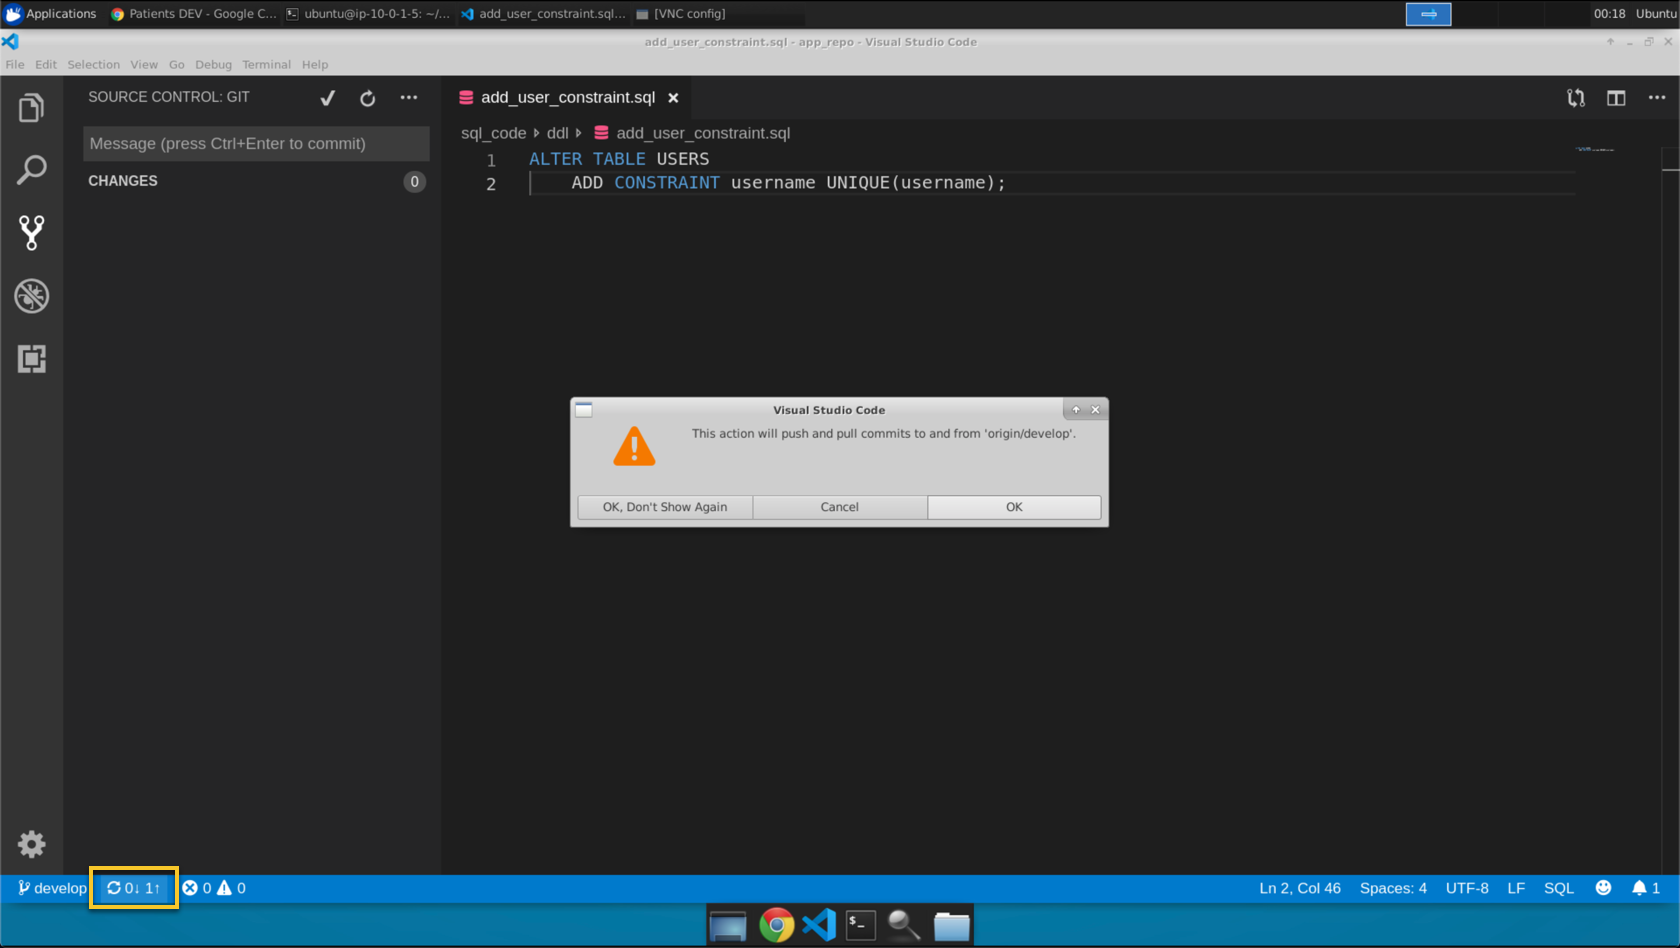 Applications
Patients DEV - Google C...
ubuntu@ip-10-0-1-5: ~/...
add_user_constraint.sql...
[VNC config]
00:18 Ubuntu
add_user_constraint.sql - app_repo - Visual Studio Code
File Edit Selection View Go Debug Terminal Help
SOURCE CONTROL: GIT
add_user_constraint.sql
Message (press Ctrl+Enter to commit)
sql_code ddl add_user_constraint.sql
CHANGES 0
1 ALTER TABLE USERS
2 ADD CONSTRAINT username UNIQUE(username);
Visual Studio Code
This action will push and pull commits to and from 'origin/develop'.
OK, Don't Show Again
Cancel
OK
develop 0↓ 1↑ 0 0
Ln 2, Col 46 Spaces: 4 UTF-8 LF SQL 1
$_